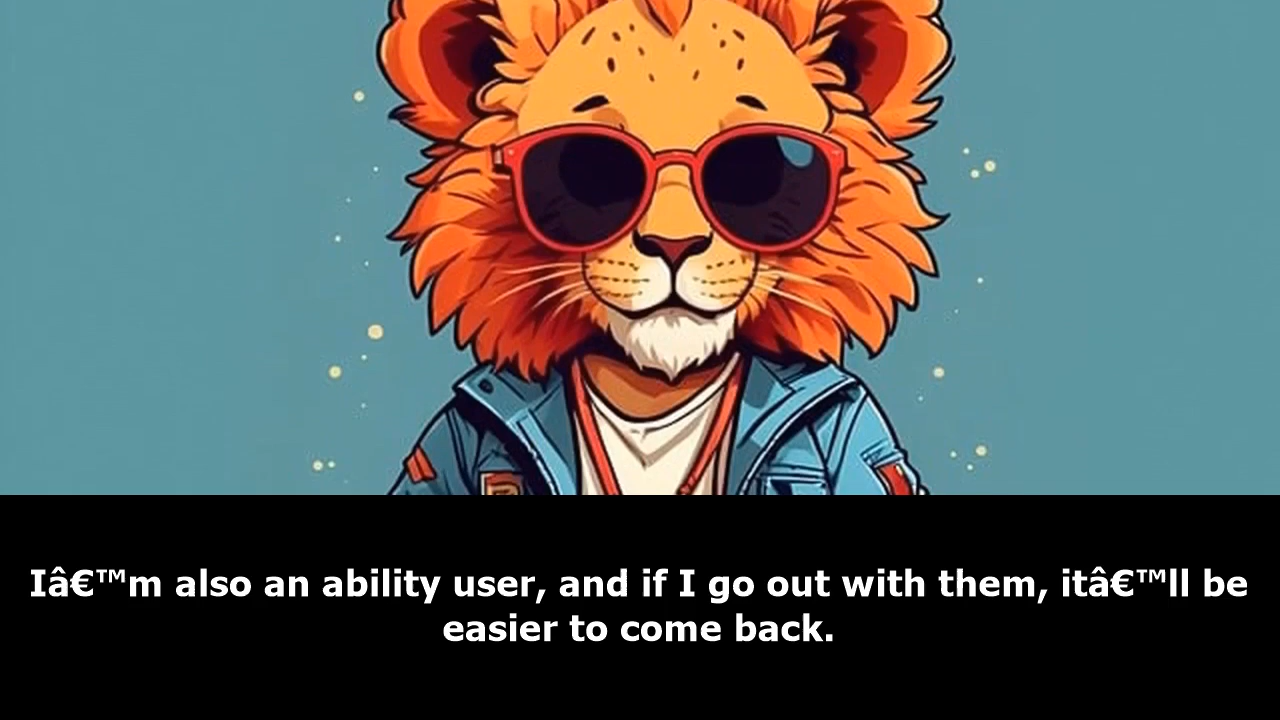 Iâ€™m also an ability user, and if I go out with them, itâ€™ll be
easier to come back.